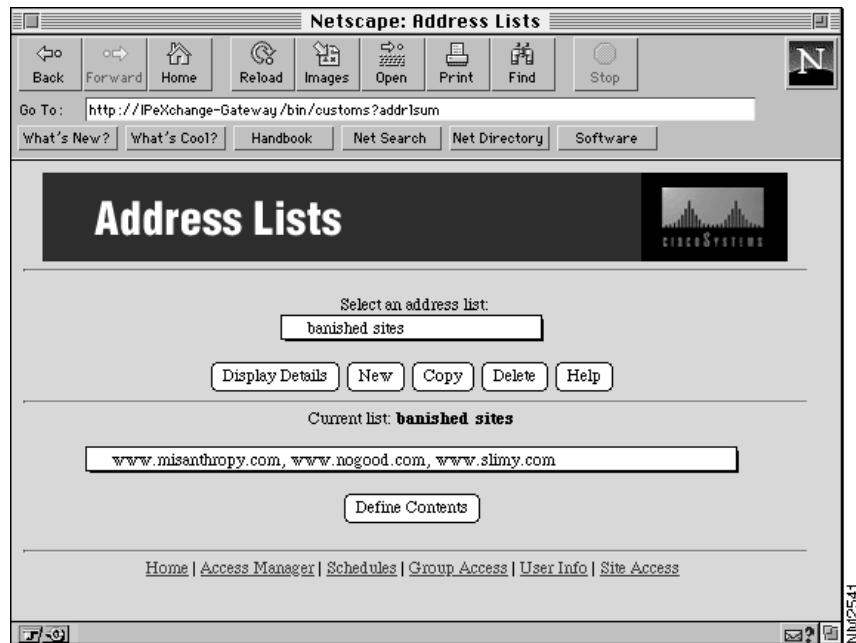 Netscape: Address Lists
Back Forward Home Reload Images Open Print Find Stop
N
Go To: http://IPeXchange-Gateway/bin/customs?addrlsum
What's New? What's Cool? Handbook Net Search Net Directory Software
Address Lists
CISCO SYSTEMS
Select an address list:
banished sites
Display Details New Copy Delete Help
Current list: banished sites
www.misanthropy.com, www.nogood.com, www.slimy.com
Define Contents
Home | Access Manager | Schedules | Group Access | User Info | Site Access
?